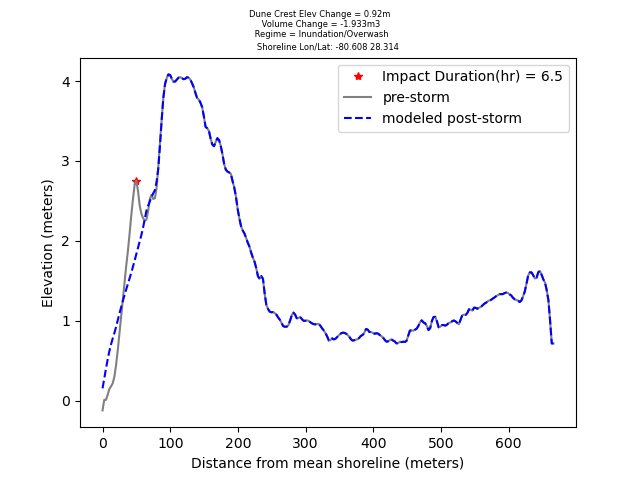 Dune Crest Elev Change = 0.92m
Volume Change = -1.933m3
Regime = Inundation/Overwash
Shoreline Lon/Lat: -80.608 28.314
Impact Duration(hr) = 6.5
pre-storm
modeled post-storm
Elevation (meters)
4
3
2
1
0
0 100 200 300 400 500 600
Distance from mean shoreline (meters)